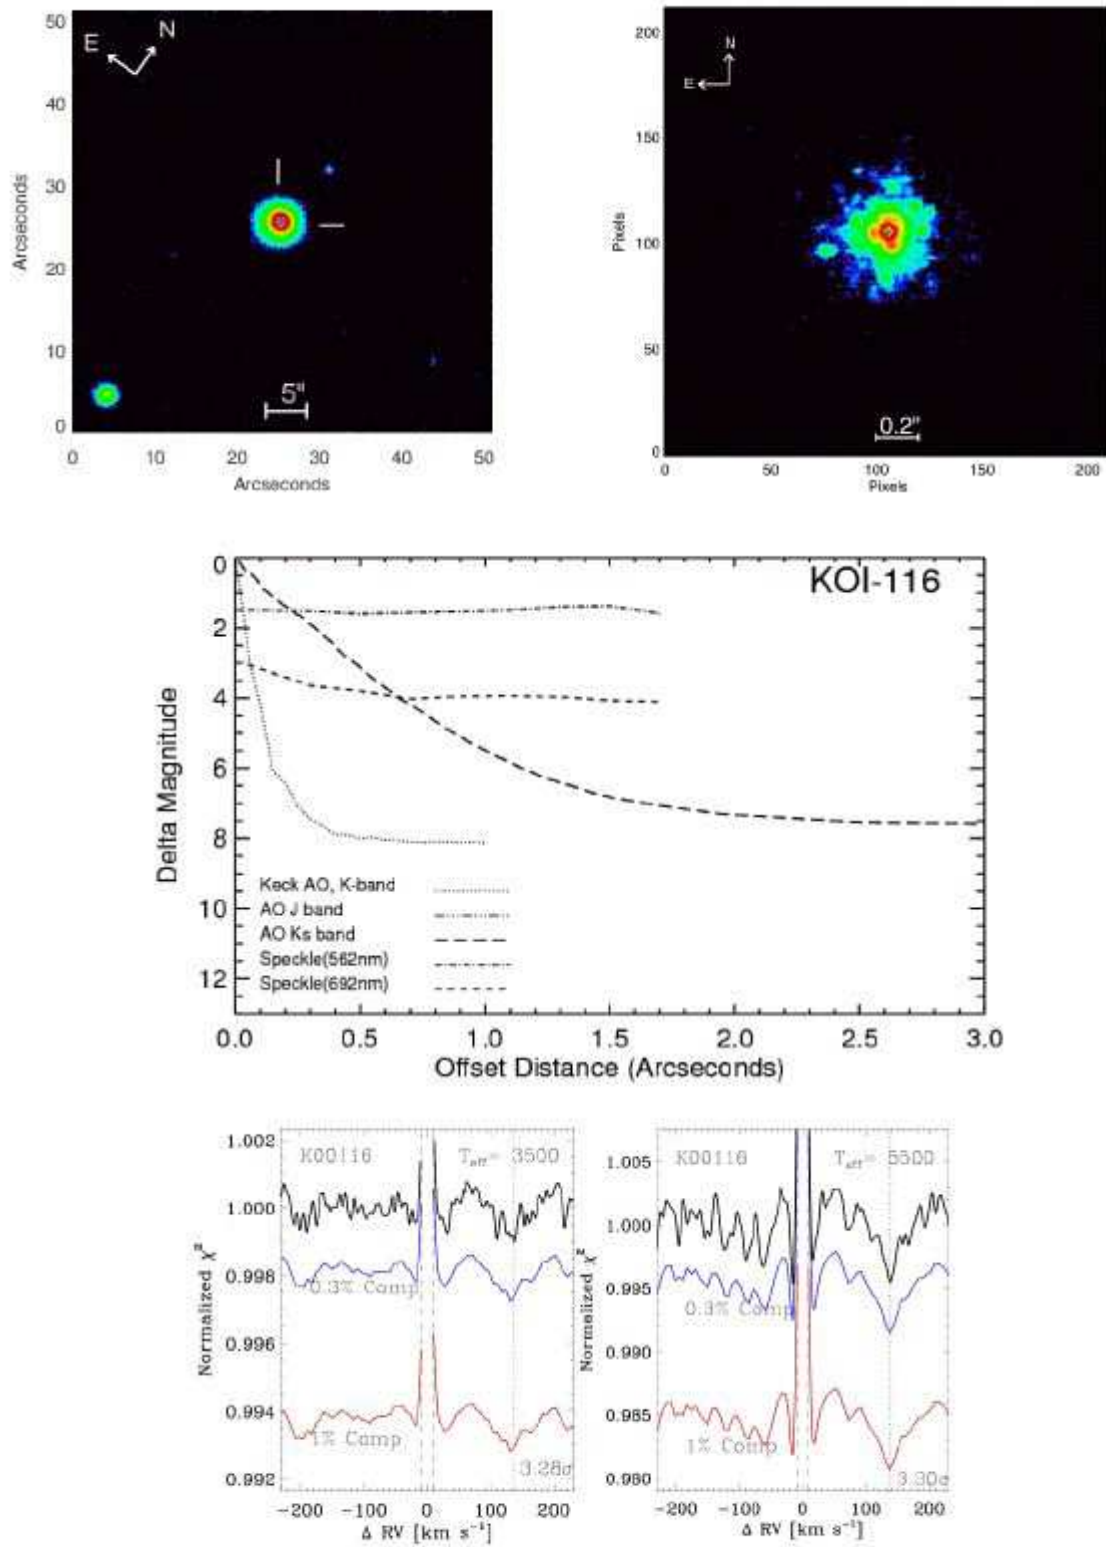 50
40
30
20
10
0
E
N
5"
Arcseconds
0
10
20
30
40
50
Arcseconds
200
150
100
50
0
N
E
0.2"
Pixels
0
50
100
150
200
Pixels
KOI-116
0
2
4
6
8
10
12
Delta Magnitude
Keck AO, K-band
AO J band
AO Ks band
Speckle(562nm)
Speckle(692nm)
0.0
0.5
1.0
1.5
2.0
2.5
3.0
Offset Distance (Arcseconds)
1.002
1.000
0.998
0.996
0.994
0.992
Normalized χ²
K00116
T_eff= 3500
0.3% Comp
1% Comp
3.28σ
-200
-100
0
100
200
Δ RV [km s⁻¹]
1.005
1.000
0.995
0.990
0.985
0.980
Normalized χ²
K00116
T_eff= 5500
0.3% Comp
1% Comp
3.30σ
-200
-100
0
100
200
Δ RV [km s⁻¹]